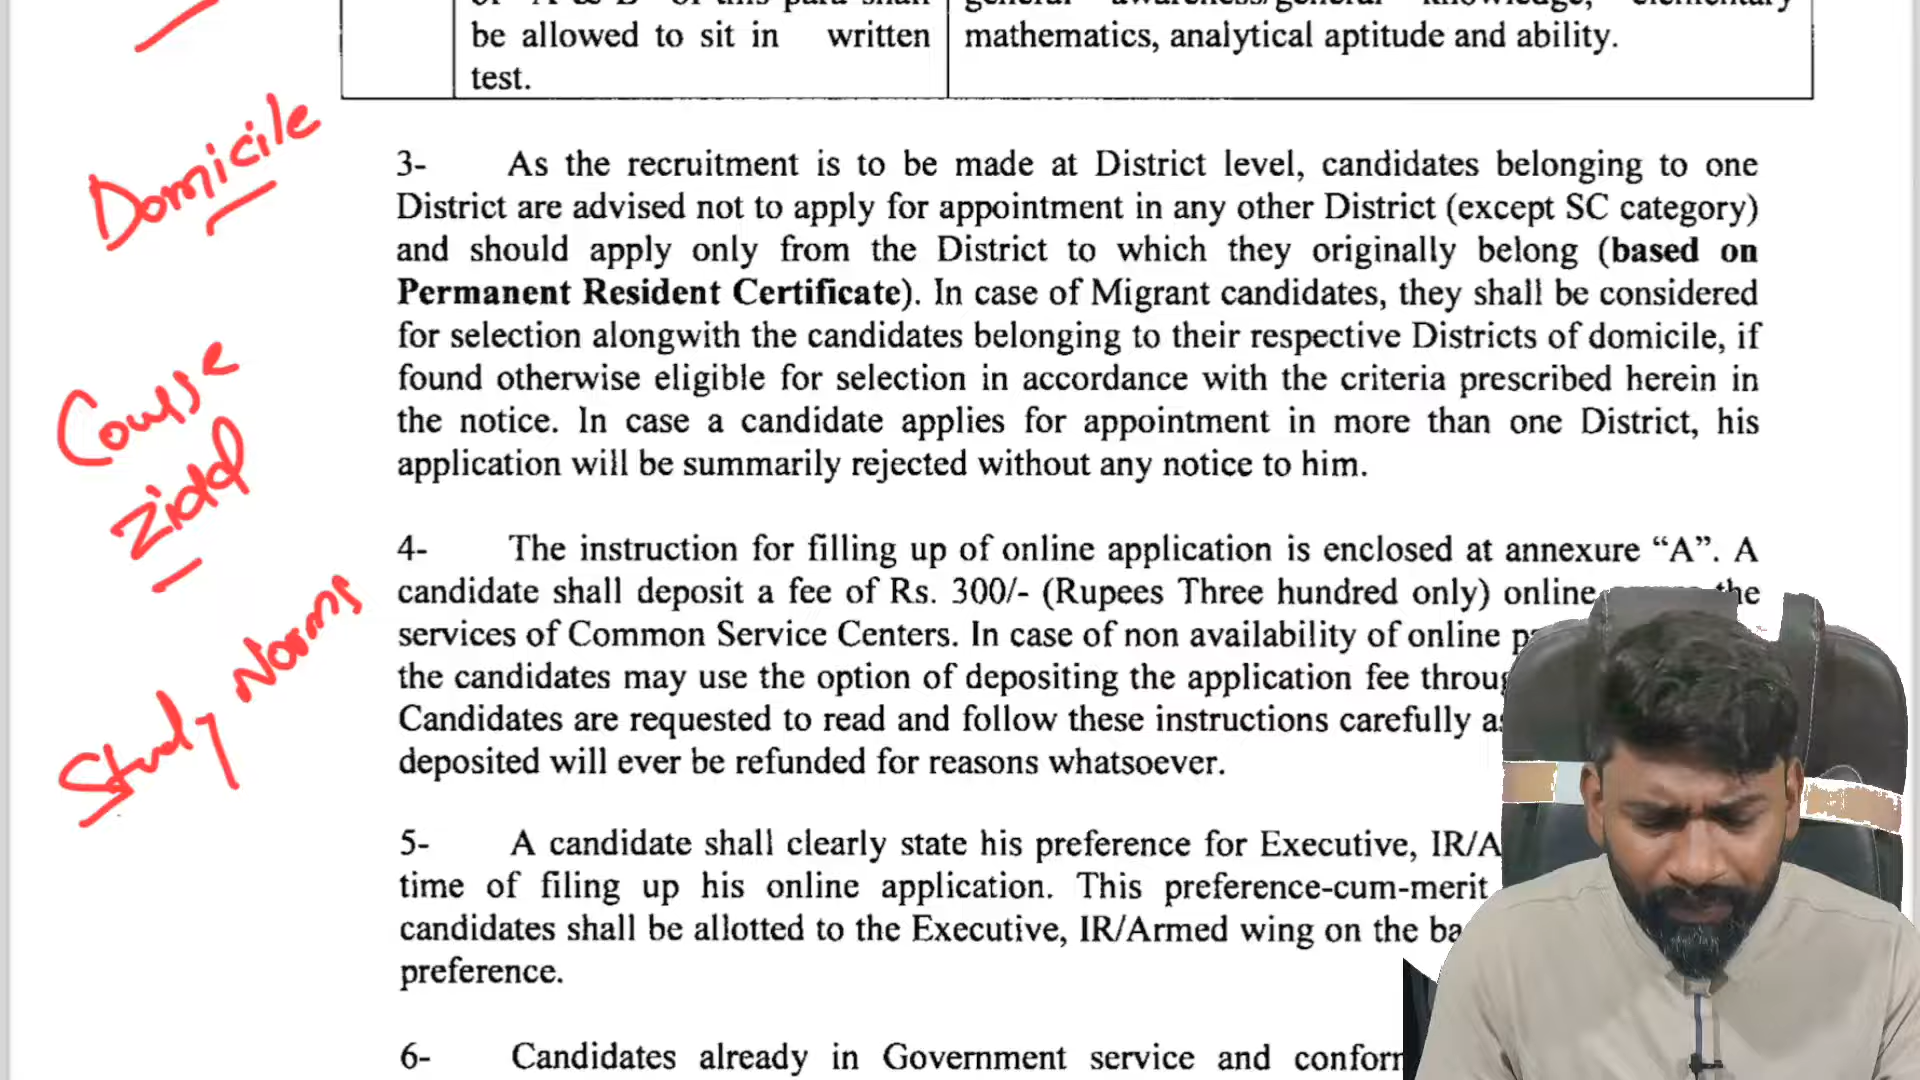 of "A & B" of this para shall
be allowed to sit in written
test.
general awareness/general knowledge, elementary
mathematics, analytical aptitude and ability.
Domicile
3- As the recruitment is to be made at District level, candidates belonging to one
District are advised not to apply for appointment in any other District (except SC category)
and should apply only from the District to which they originally belong (based on
Permanent Resident Certificate). In case of Migrant candidates, they shall be considered
for selection alongwith the candidates belonging to their respective Districts of domicile, if
found otherwise eligible for selection in accordance with the criteria prescribed herein in
the notice. In case a candidate applies for appointment in more than one District, his
application will be summarily rejected without any notice to him.
Course
Zidd
Study Norms
4- The instruction for filling up of online application is enclosed at annexure “A”. A
candidate shall deposit a fee of Rs. 300/- (Rupees Three hundred only) online the
services of Common Service Centers. In case of non availability of online
the candidates may use the option of depositing the application fee
Candidates are requested to read and follow these instructions carefully
deposited will ever be refunded for reasons whatsoever.
5- A candidate shall clearly state his preference for Executive, IR/A
time of filing up his online application. This preference-cum-merit
candidates shall be allotted to the Executive, IR/Armed wing on the
preference.
6- Candidates already in Government service and